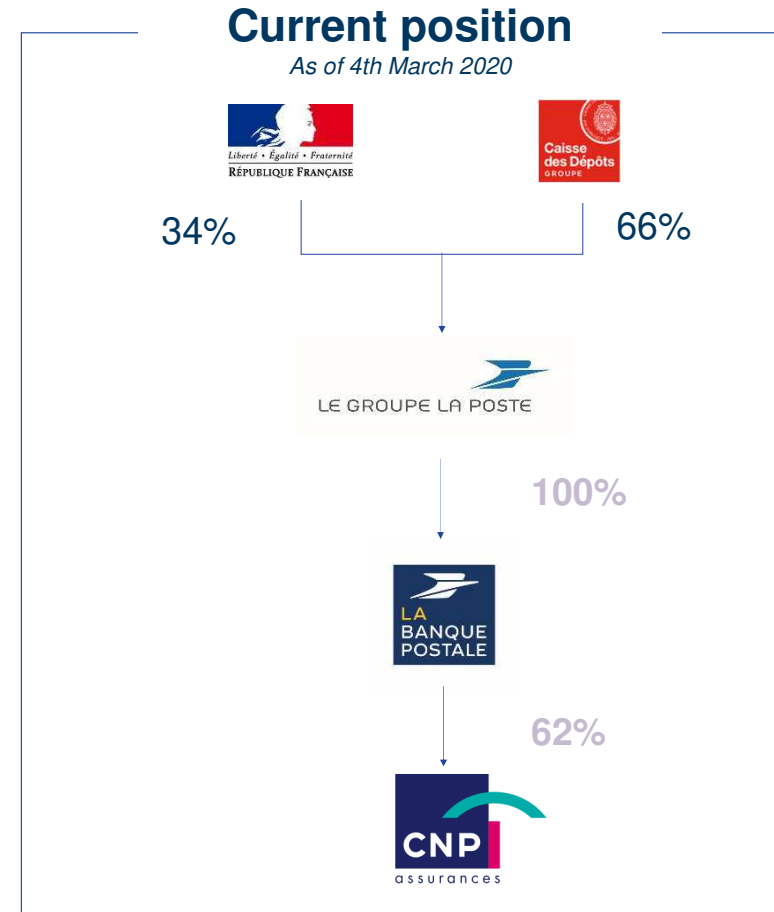 Current position
As of 4th March 2020
Liberté • Égalité • Fraternité
RÉPUBLIQUE FRANÇAISE
Caisse
des Dépôts
GROUPE
34%
66%
LE GROUPE LA POSTE
100%
LA
BANQUE
POSTALE
62%
CNP
assurances